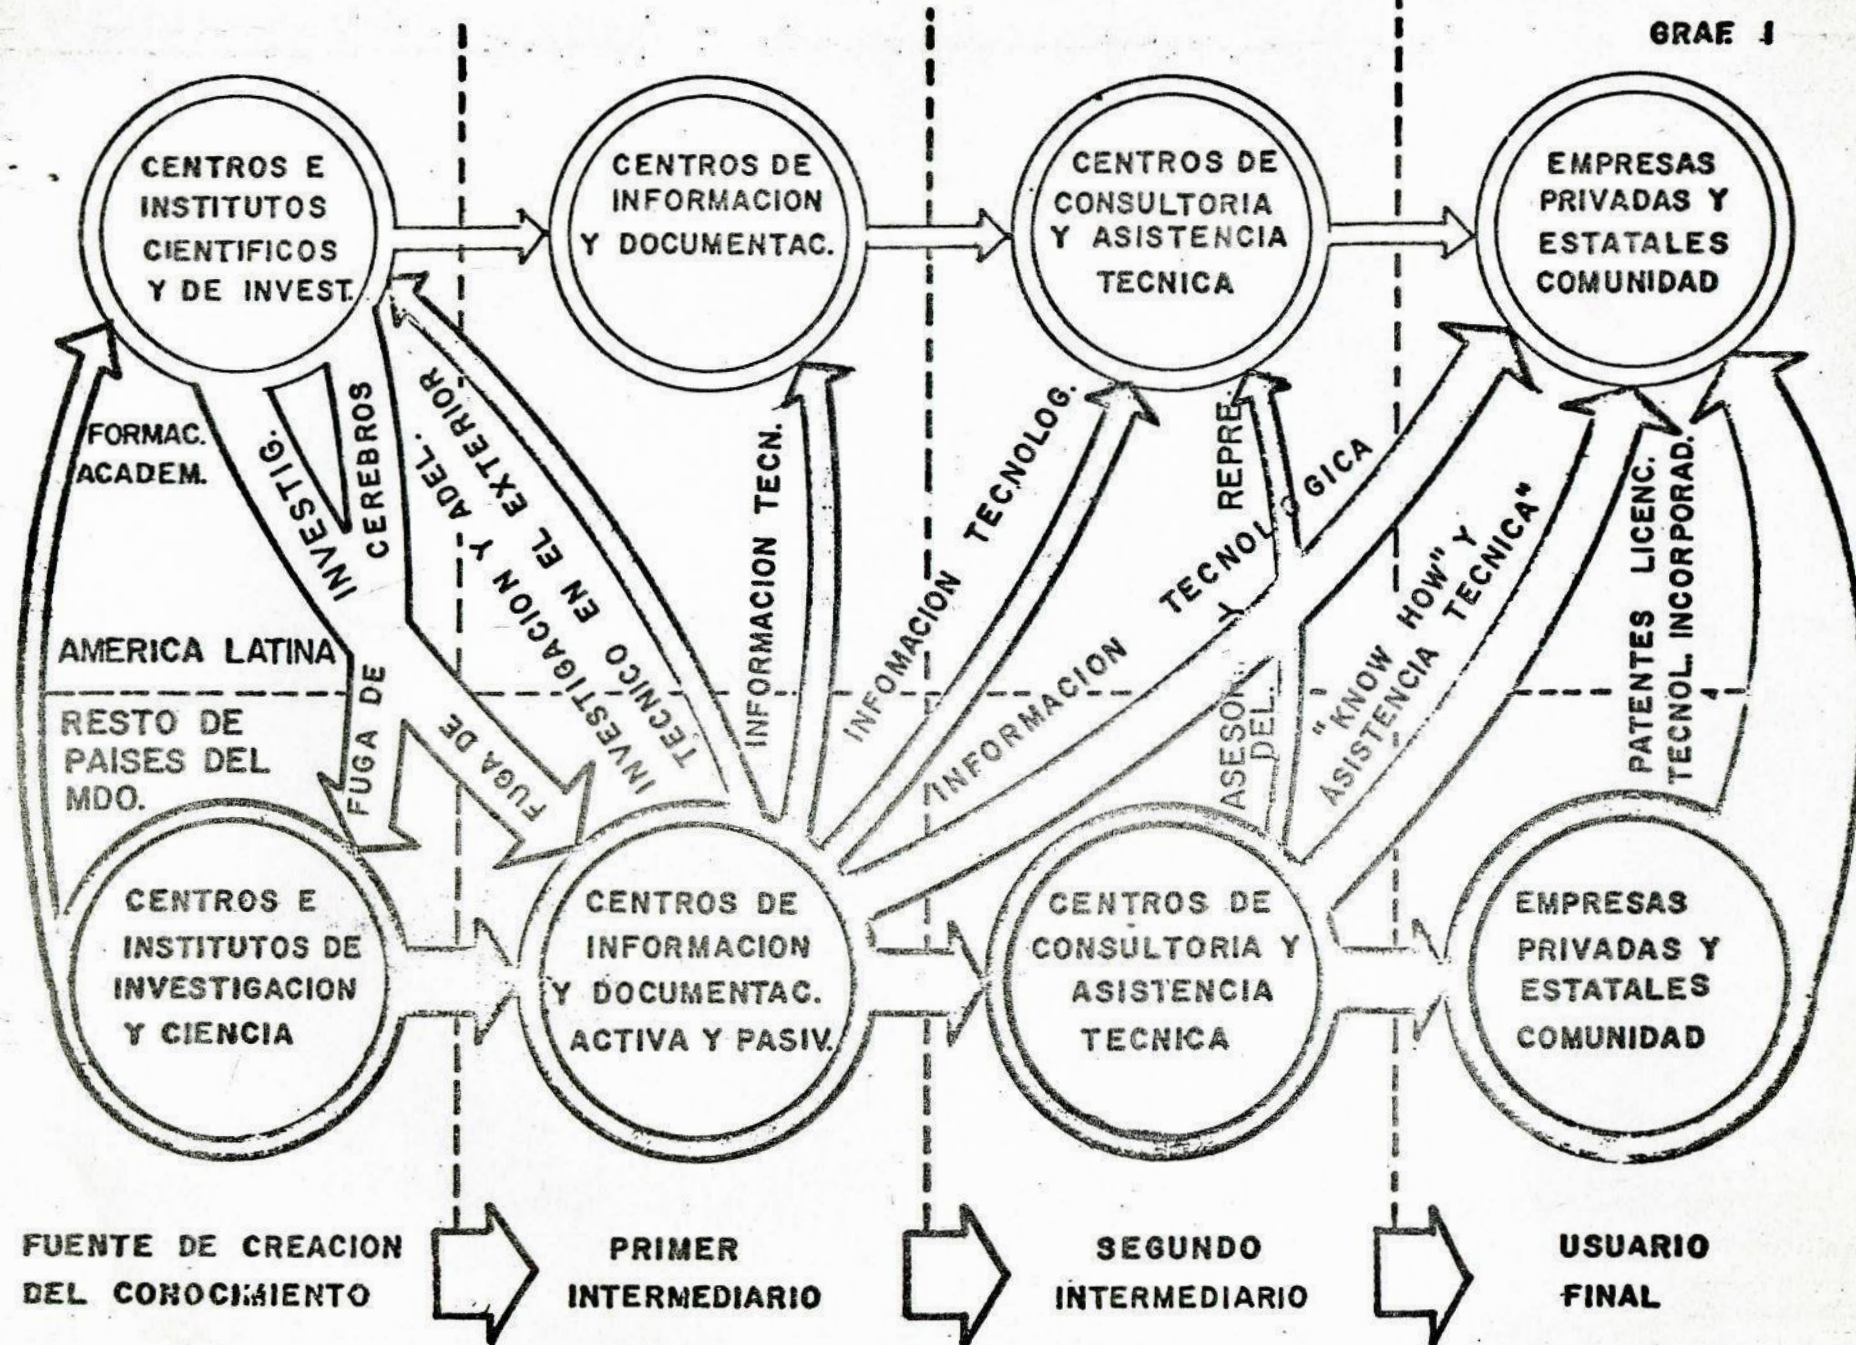 GRAF. 1
CENTROS E
INSTITUTOS
CIENTIFICOS
Y DE INVEST.
CENTROS DE
INFORMACION
Y DOCUMENTAC.
CENTROS DE
CONSULTORIA
Y ASISTENCIA
TECNICA
EMPRESAS
PRIVADAS Y
ESTATALES
COMUNIDAD
FORMAC.
ACADEM.
INVESTIG.
FUGA DE
CEREBROS
FUGA DE
INVESTIGACION Y ADEL.
TECNICO EN EL EXTERIOR
INFORMACION TECN.
INFOMACION TECNOLOG.
INFORMACION TECNOLOGICA
ASESOR. Y REPRE.
DEL.
"KNOW HOW" Y
ASISTENCIA TECNICA"
PATENTES LICENC.
TECNOL. INCORPORAD.
AMERICA LATINA
RESTO DE
PAISES DEL
MDO.
CENTROS E
INSTITUTOS DE
INVESTIGACION
Y CIENCIA
CENTROS DE
INFORMACION
Y DOCUMENTAC.
ACTIVA Y PASIV.
CENTROS DE
CONSULTORIA Y
ASISTENCIA
TECNICA
EMPRESAS
PRIVADAS Y
ESTATALES
COMUNIDAD
FUENTE DE CREACION
DEL CONOCIMIENTO
PRIMER
INTERMEDIARIO
SEGUNDO
INTERMEDIARIO
USUARIO
FINAL